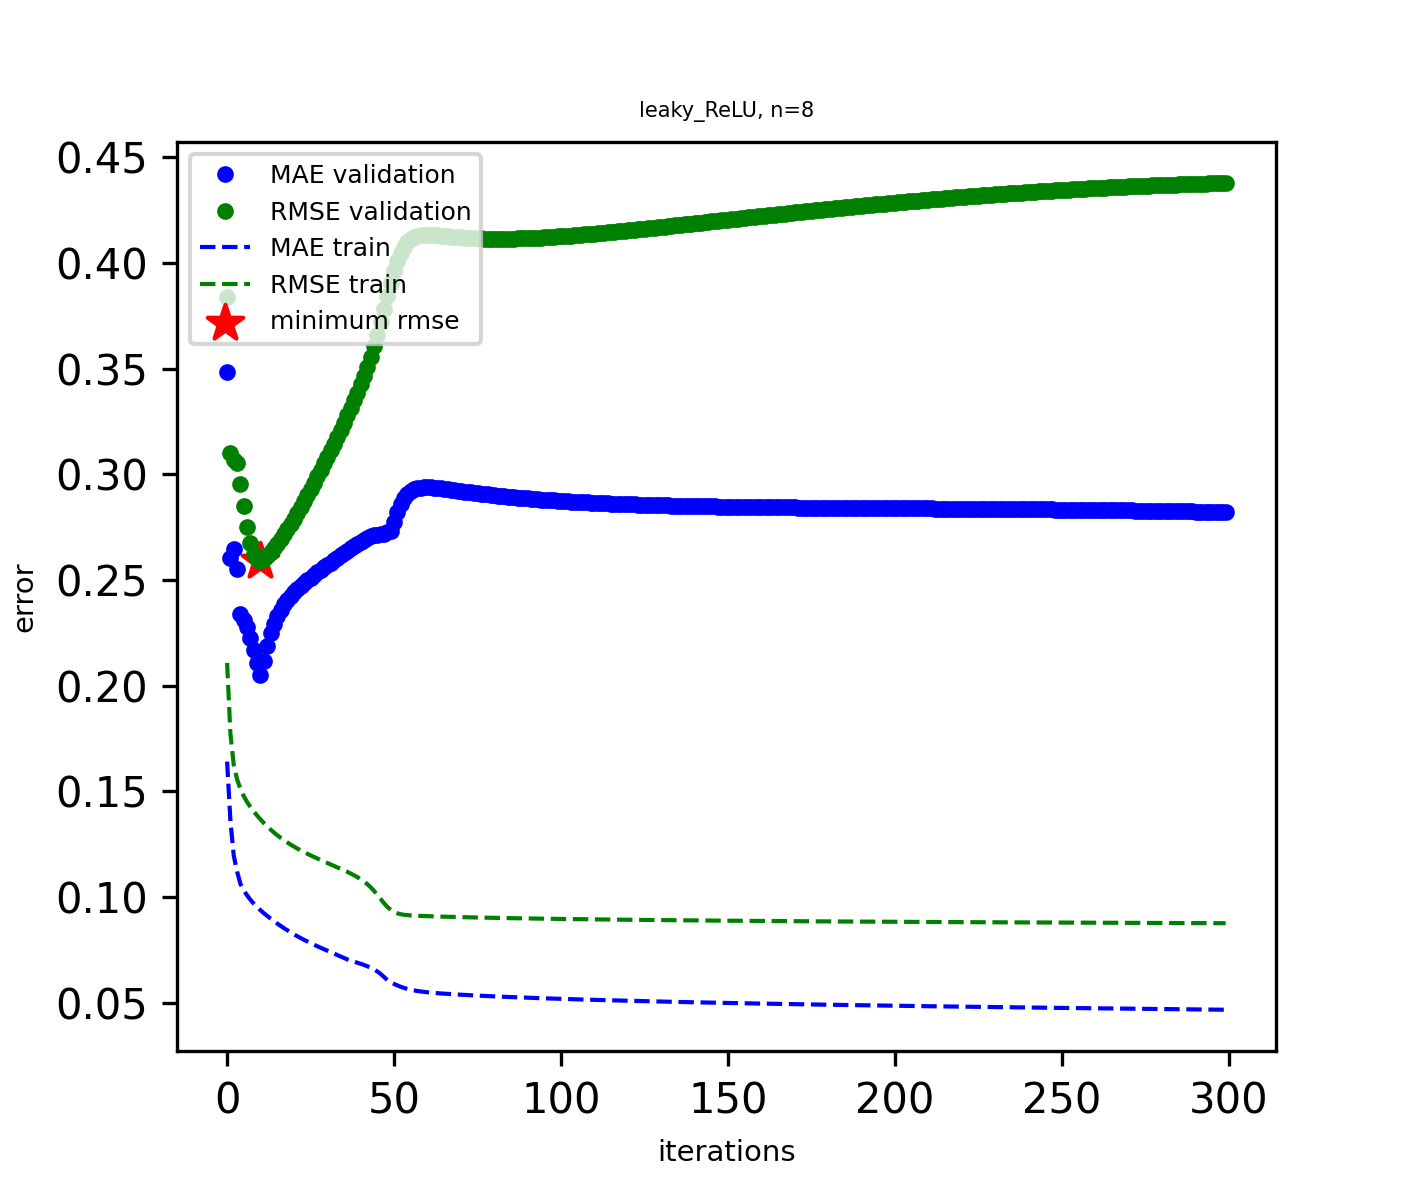 leaky_ReLU, n=8
0.45
0.40
0.35
0.30
0.25
0.20
0.15
0.10
0.05
error
MAE validation
RMSE validation
MAE train
RMSE train
minimum rmse
0 50 100 150 200 250 300
iterations